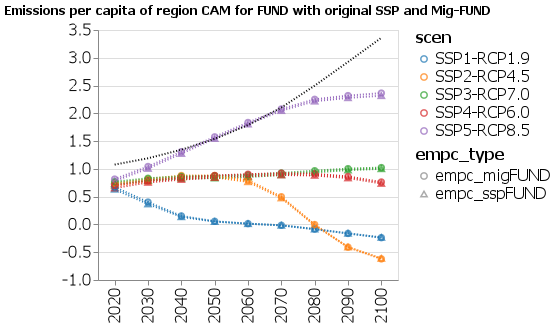 Emissions per capita of region CAM for FUND with original SSP and Mig-FUND
3.5
3.0
2.5
2.0
1.5
1.0
0.5
0.0
-0.5
-1.0
2020
2030
2040
2050
2060
2070
2080
2090
2100
scen
SSP1-RCP1.9
SSP2-RCP4.5
SSP3-RCP7.0
SSP4-RCP6.0
SSP5-RCP8.5
empc_type
empc_migFUND
empc_sspFUND